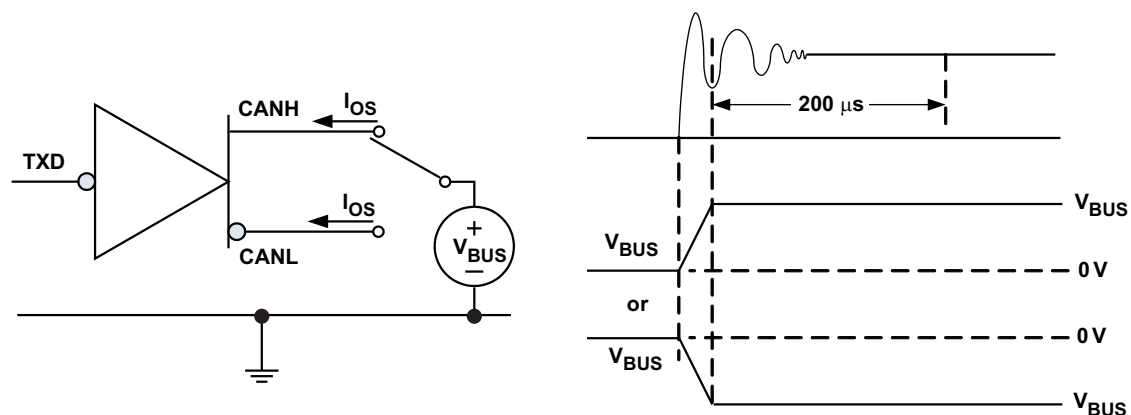 CANH
I_OS
TXD
I_OS
CANL
+
V_BUS
−
200 μs
V_BUS
V_BUS
0 V
or
0 V
V_BUS
V_BUS